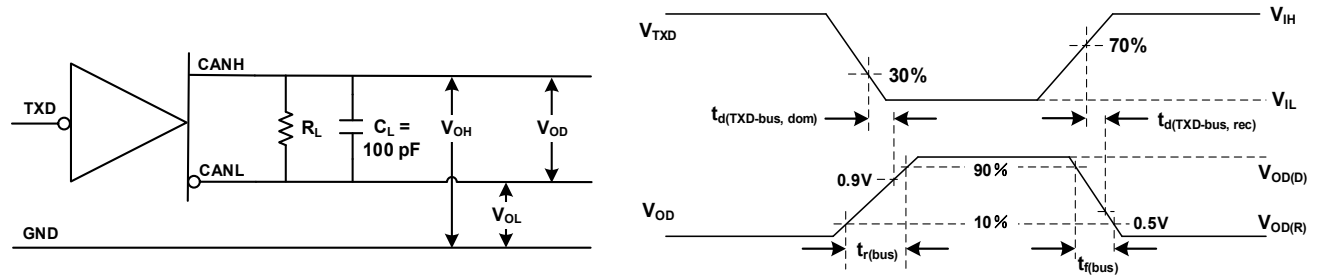 CANH
TXD
R_L
C_L =
100 pF
V_OH
V_OD
CANL
V_OL
GND
V_TXD
V_IH
70%
30%
V_IL
t_d(TXD-bus, dom)
t_d(TXD-bus, rec)
0.9V
90%
V_OD(D)
V_OD
10%
0.5V
V_OD(R)
t_r(bus)
t_f(bus)